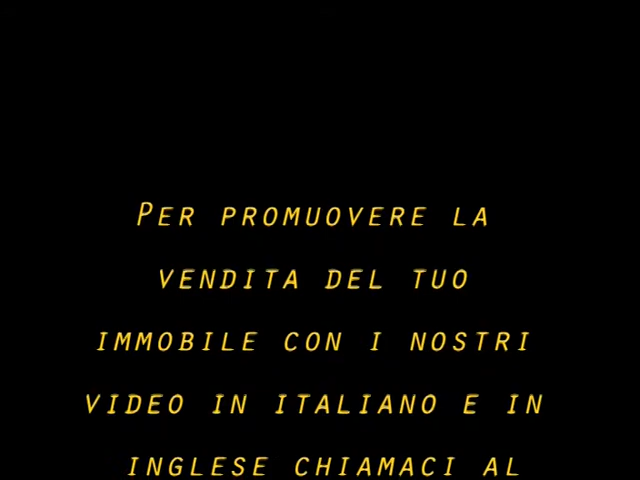 Per promuovere la
vendita del tuo
immobile con i nostri
video in italiano e in
inglese chiamaci al